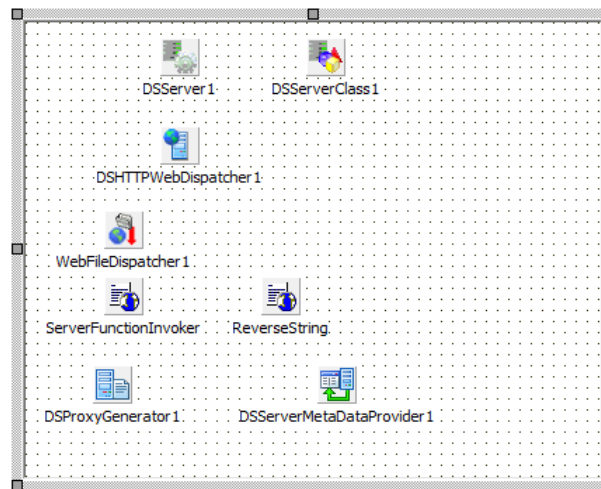 DSServer1 DSServerClass1
DSHTTPWebDispatcher1
WebFileDispatcher1
ServerFunctionInvoker ReverseString
DSProxyGenerator1 DSServerMetaDataProvider1